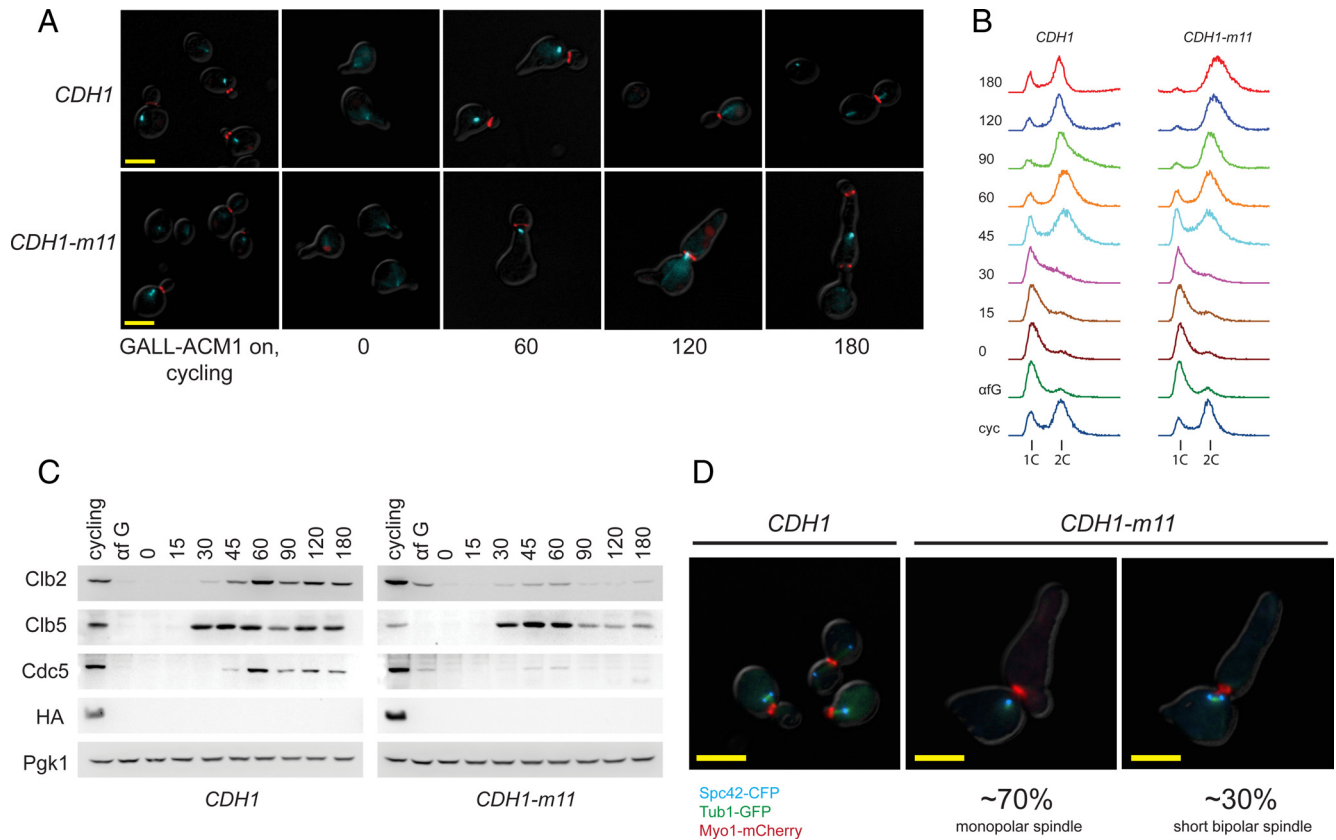 A
CDH1
CDH1-m11
GALL-ACM1 on,
cycling
0
60
120
180
B
CDH1
CDH1-m11
180
120
90
60
45
30
15
0
αfG
cyc
1C
2C
1C
2C
C
cycling
αf G
0
15
30
45
60
90
120
180
cycling
αf G
0
15
30
45
60
90
120
180
Clb2
Clb5
Cdc5
HA
Pgk1
CDH1
CDH1-m11
D
CDH1
CDH1-m11
Spc42-CFP
Tub1-GFP
Myo1-mCherry
~70%
monopolar spindle
~30%
short bipolar spindle